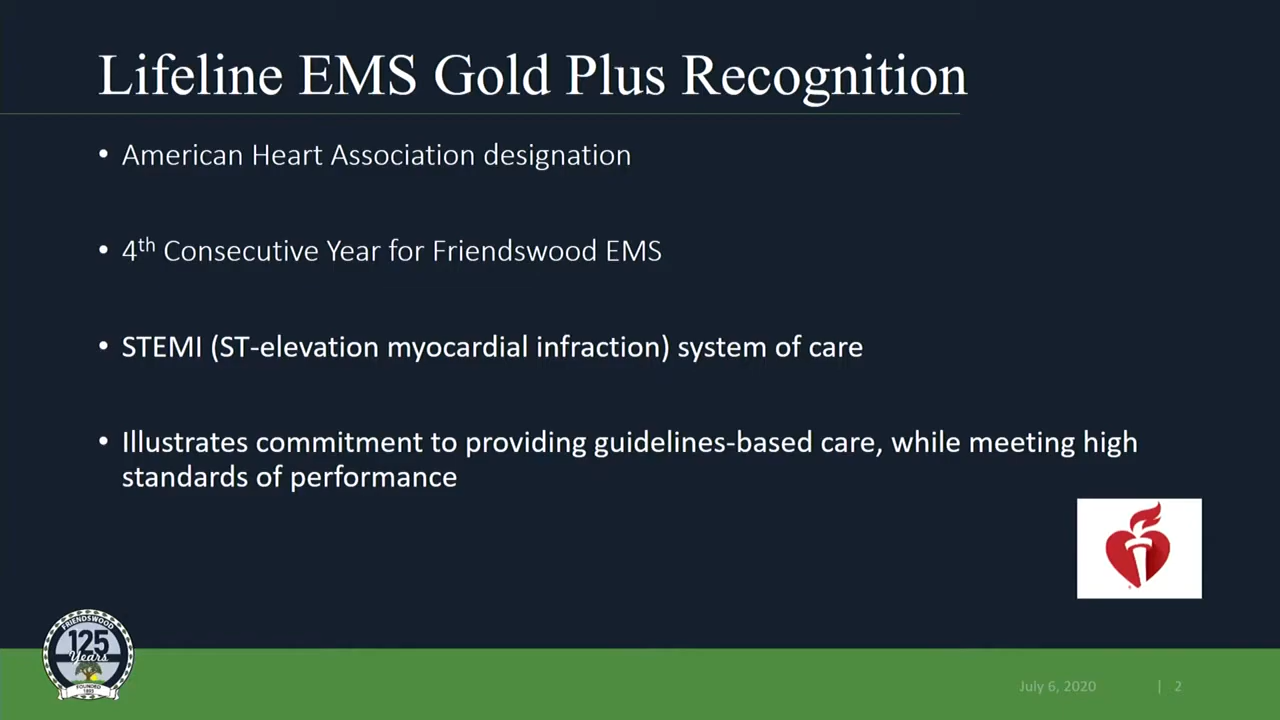 Lifeline EMS Gold Plus Recognition
• American Heart Association designation
• 4th Consecutive Year for Friendswood EMS
• STEMI (ST-elevation myocardial infraction) system of care
• Illustrates commitment to providing guidelines-based care, while meeting high
standards of performance
FRIENDSWOOD
125
Years
FOUNDED
1895
July 6, 2020 | 2